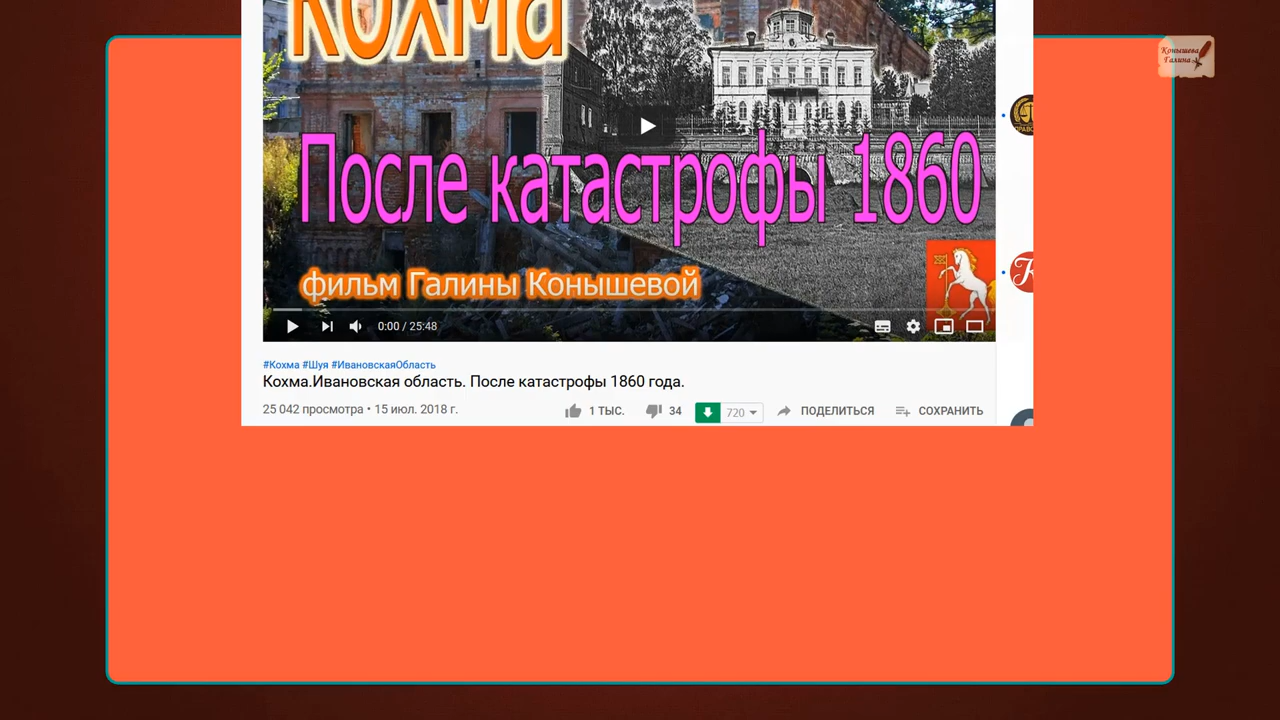 Кохма
Конышева
Галина
После катастрофы 1860
фильм Галины Конышевой
0:00 / 25:48
#Кохма #Шуя #ИвановскаяОбласть
Кохма.Ивановская область. После катастрофы 1860 года.
25 042 просмотра • 15 июл. 2018 г.
1 ТЫС.
34
720
ПОДЕЛИТЬСЯ
СОХРАНИТЬ